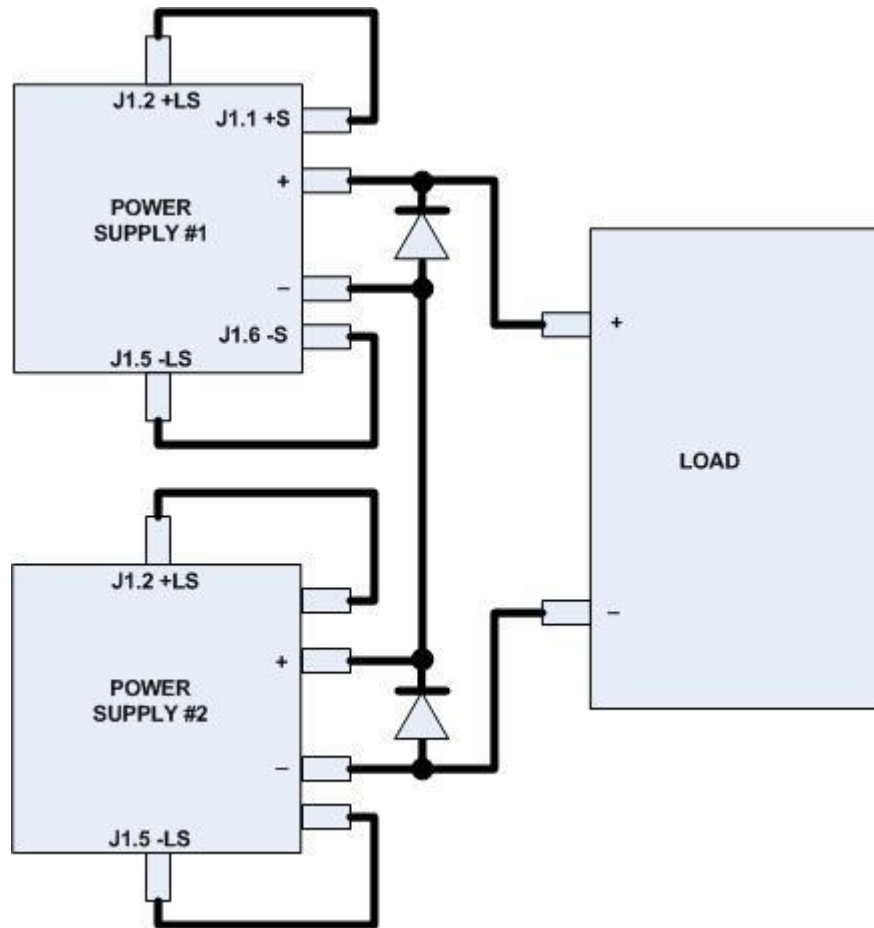 J1.2 +LS
J1.1 +S
+
POWER
SUPPLY #1
–
J1.6 -S
J1.5 -LS
+
LOAD
–
J1.2 +LS
+
POWER
SUPPLY #2
–
J1.5 -LS